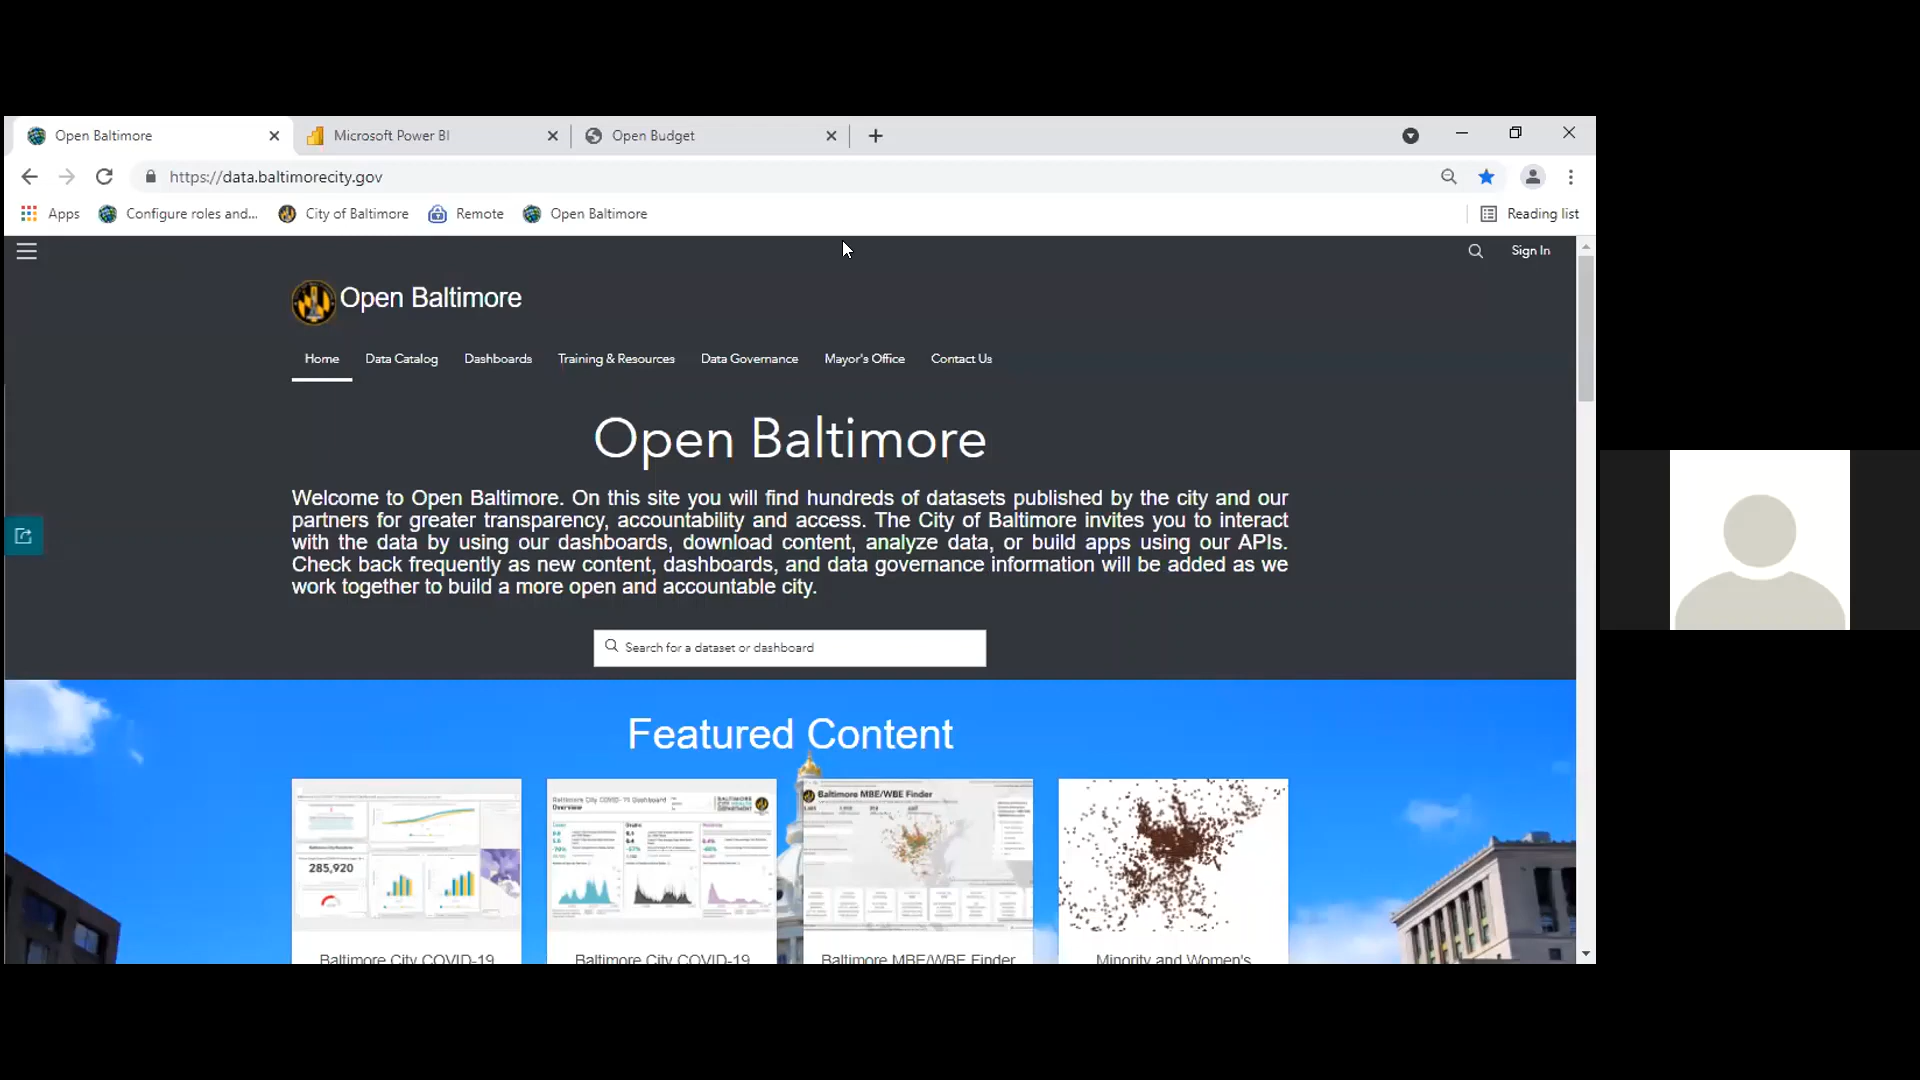 Open Baltimore
Microsoft Power BI
Open Budget
https://data.baltimorecity.gov
Apps
Configure roles and...
City of Baltimore
Remote
Open Baltimore
Reading list
Sign In
Open Baltimore
Home
Data Catalog
Dashboards
Training & Resources
Data Governance
Mayor's Office
Contact Us
Open Baltimore
Welcome to Open Baltimore. On this site you will find hundreds of datasets published by the city and our
partners for greater transparency, accountability and access. The City of Baltimore invites you to interact
with the data by using our dashboards, download content, analyze data, or build apps using our APIs.
Check back frequently as new content, dashboards, and data governance information will be added as we
work together to build a more open and accountable city.
Search for a dataset or dashboard
Featured Content
285,920
Baltimore City COVID-19 Dashboard
Overview
Baltimore MBE/WBE Finder
Baltimore City COVID-19
Baltimore City COVID-19
Baltimore MBE/WBE Finder
Minority and Women's